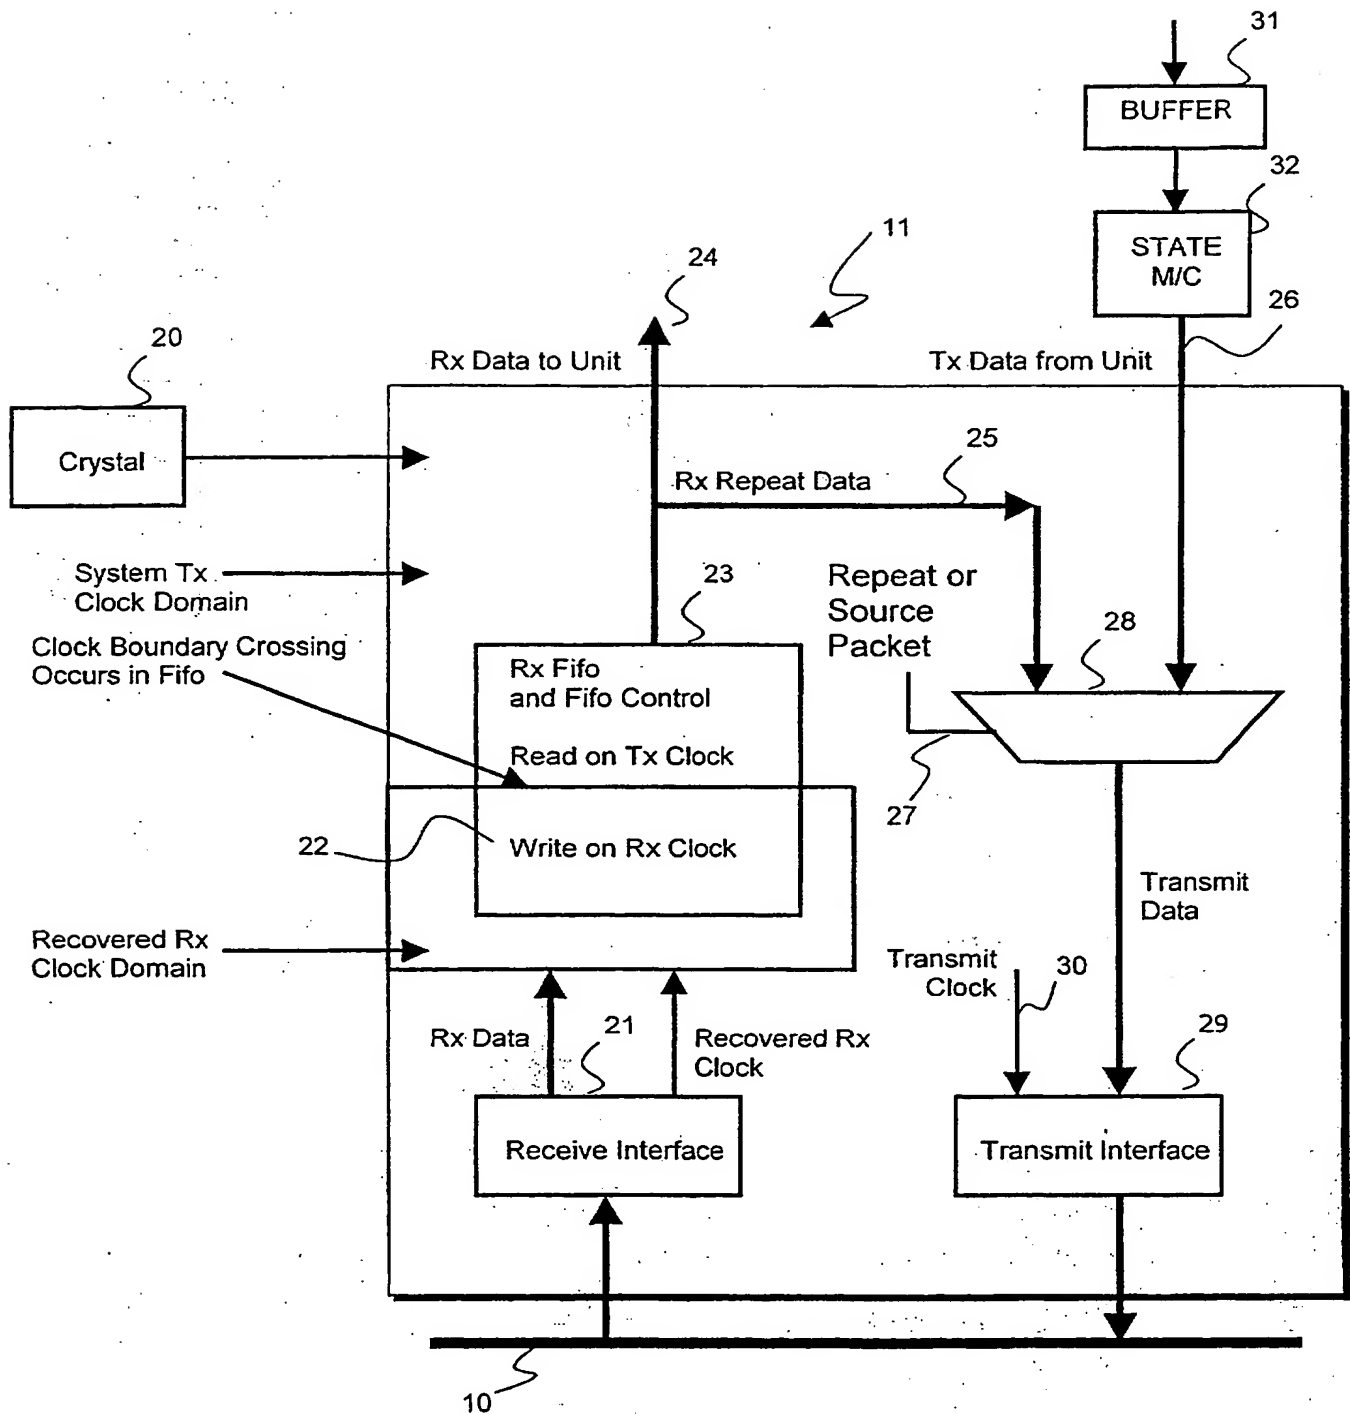 31
BUFFER
32
STATE
M/C
11
24
26
20
Rx Data to Unit
Tx Data from Unit
25
Crystal
Rx Repeat Data
System Tx
Clock Domain
23
Repeat or
Source
Packet
28
Clock Boundary Crossing
Occurs in Fifo
Rx Fifo
and Fifo Control
Read on Tx Clock
27
22
Write on Rx Clock
Transmit
Data
Recovered Rx
Clock Domain
Transmit
Clock
30
Rx Data
21
Recovered Rx
Clock
29
Receive Interface
Transmit Interface
10